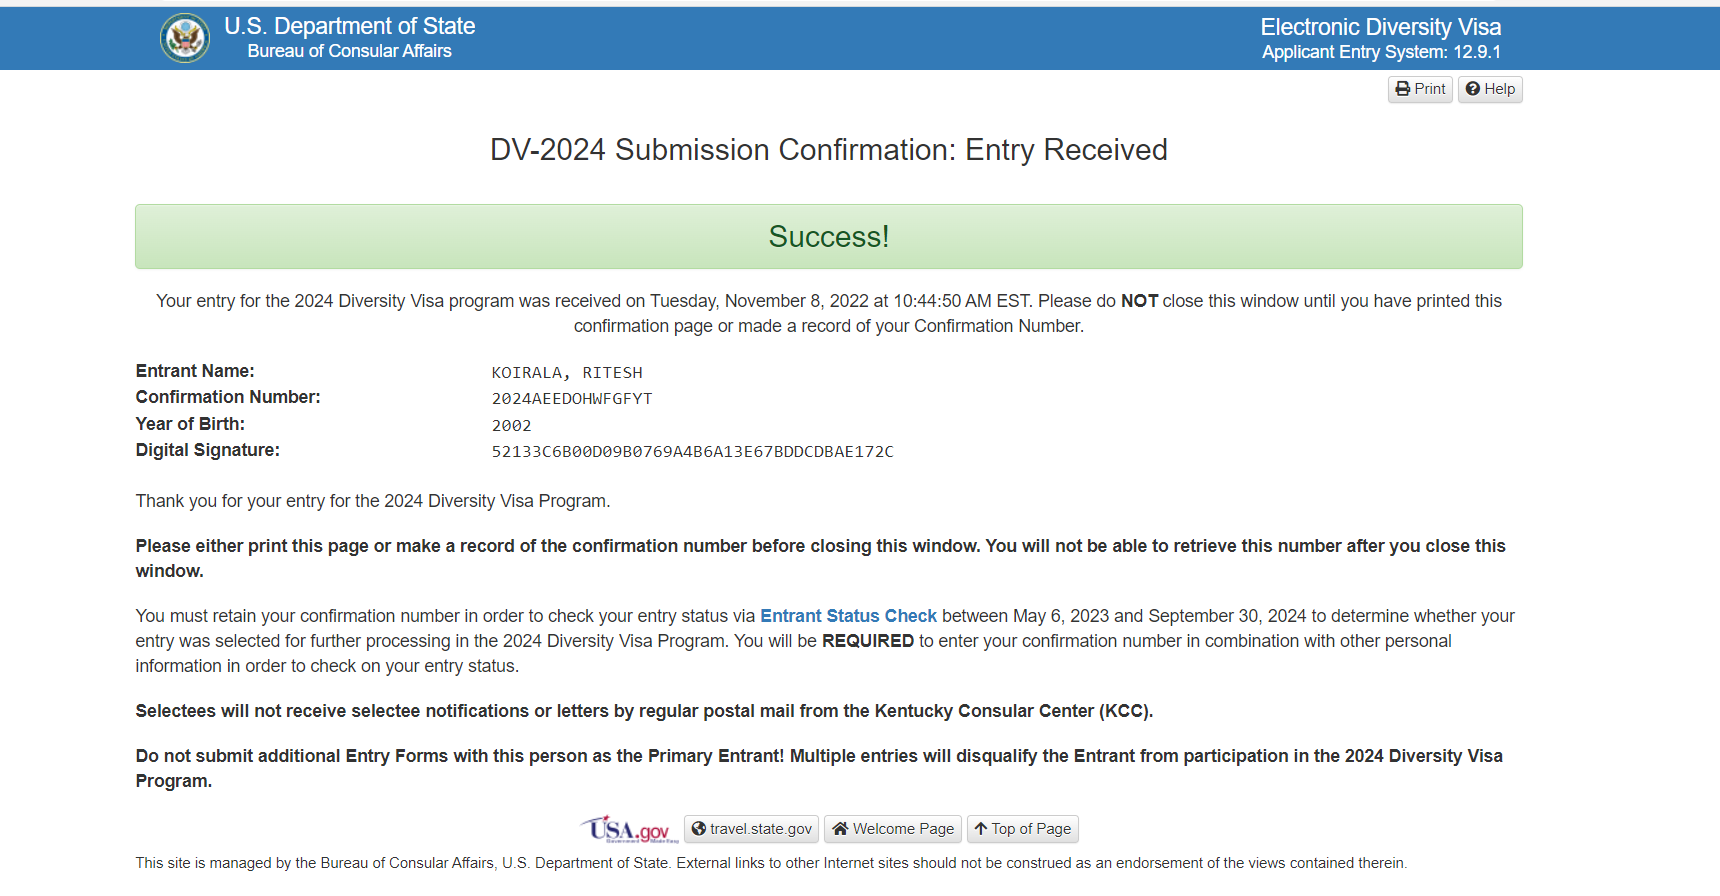 U.S. Department of State
Bureau of Consular Affairs
Electronic Diversity Visa
Applicant Entry System: 12.9.1
Print Help
DV-2024 Submission Confirmation: Entry Received
Success!
Your entry for the 2024 Diversity Visa program was received on Tuesday, November 8, 2022 at 10:44:50 AM EST. Please do NOT close this window until you have printed this
confirmation page or made a record of your Confirmation Number.
Entrant Name: KOIRALA, RITESH
Confirmation Number: 2024AEEDOHWFGFYT
Year of Birth: 2002
Digital Signature: 52133C6B00D09B0769A4B6A13E67BDDCDBAE172C
Thank you for your entry for the 2024 Diversity Visa Program.
Please either print this page or make a record of the confirmation number before closing this window. You will not be able to retrieve this number after you close this
window.
You must retain your confirmation number in order to check your entry status via Entrant Status Check between May 6, 2023 and September 30, 2024 to determine whether your
entry was selected for further processing in the 2024 Diversity Visa Program. You will be REQUIRED to enter your confirmation number in combination with other personal
information in order to check on your entry status.
Selectees will not receive selectee notifications or letters by regular postal mail from the Kentucky Consular Center (KCC).
Do not submit additional Entry Forms with this person as the Primary Entrant! Multiple entries will disqualify the Entrant from participation in the 2024 Diversity Visa
Program.
USA.gov travel.state.gov Welcome Page Top of Page
This site is managed by the Bureau of Consular Affairs, U.S. Department of State. External links to other Internet sites should not be construed as an endorsement of the views contained therein.